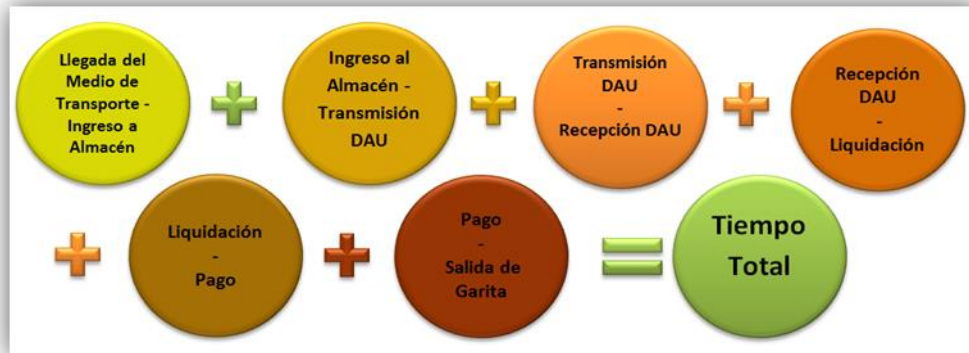 Llegada del
Medio de
Transporte -
Ingreso a
Almacén
Ingreso al
Almacén -
Transmisión
DAU
Transmisión
DAU
-
Recepción DAU
Recepción
DAU
-
Liquidación
Liquidación
-
Pago
Pago
-
Salida de
Garita
Tiempo
Total